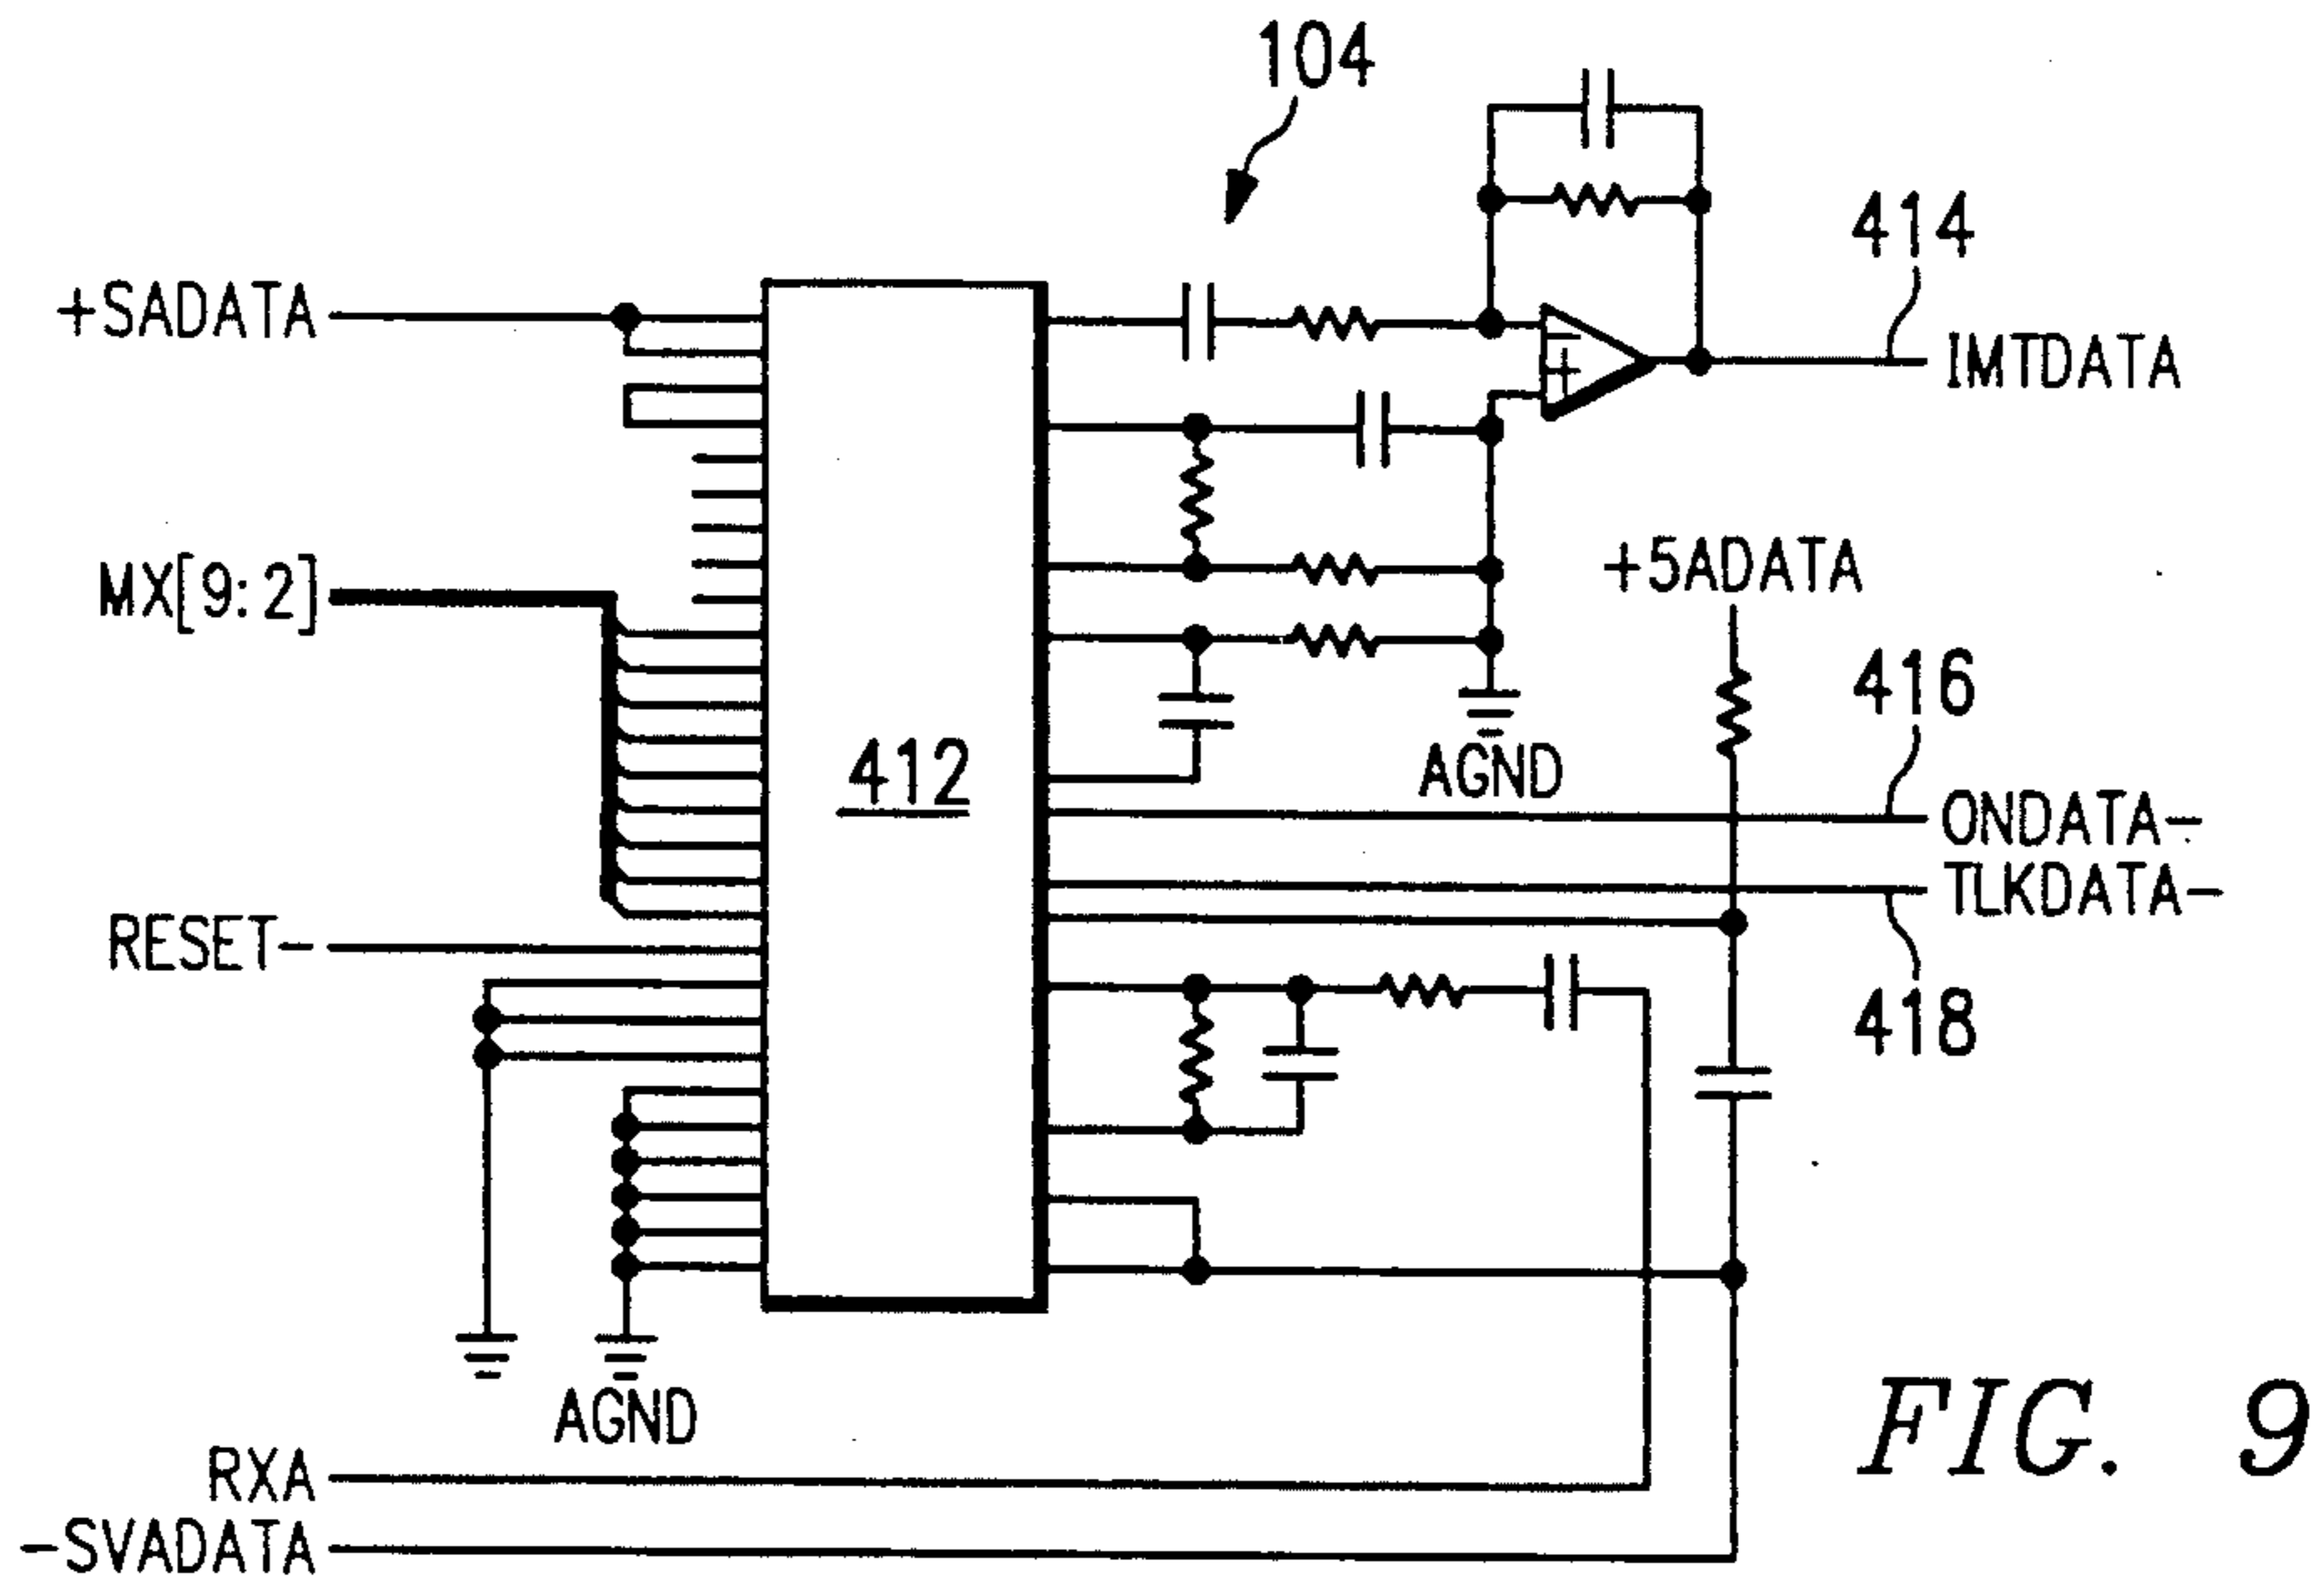 104
414
+SADATA
IMTDATA
+5ADATA
MX[9:2]
416
412
AGND
ONDATA-
TLKDATA-
RESET-
418
AGND
RXA
-SVADATA
FIG. 9